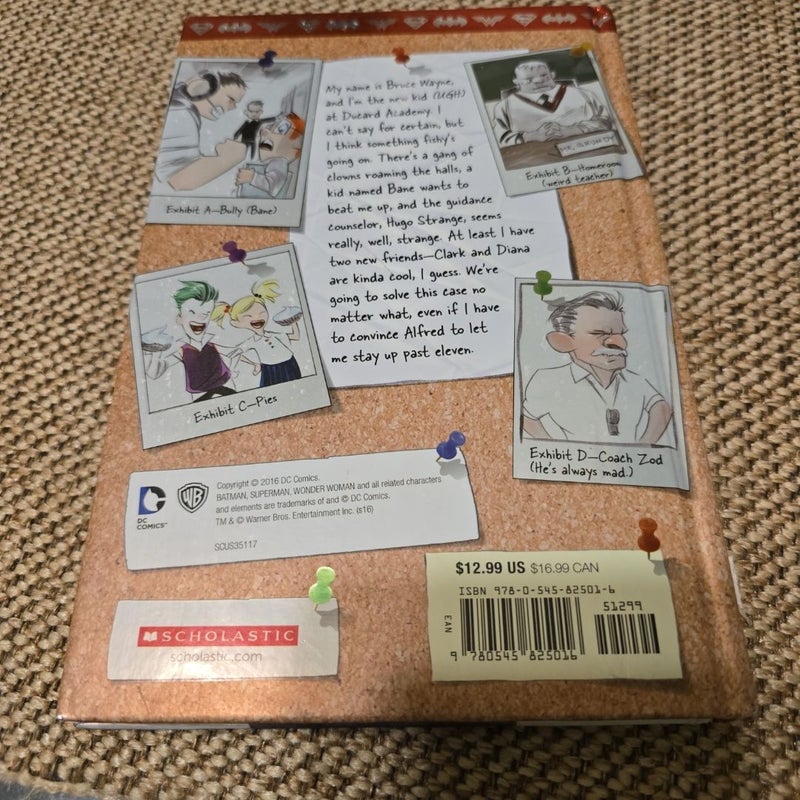 My name is Bruce Wayne,
and I'm the new kid (UGH)
at Ducard Academy. I
can't say for certain, but
I think something fishy's
going on. There's a gang of
clowns roaming the halls, a
kid named Bane wants to
beat me up, and the guidance
counselor, Hugo Strange, seems
really, well, strange. At least I have
two new friends—Clark and Diana
are kinda cool, I guess. We're
going to solve this case no
matter what, even if I have
to convince Alfred to let
me stay up past eleven.
Exhibit A—Bully (Bane)
MR. GRUNDY
Exhibit B—Homeroom
(weird teacher)
Exhibit C—Pies
Exhibit D—Coach Zod
(He's always mad.)
DC
COMICS™
WB
Copyright © 2016 DC Comics.
BATMAN, SUPERMAN, WONDER WOMAN and all related characters
and elements are trademarks of and © DC Comics.
TM & © Warner Bros. Entertainment Inc. (s16)
SCUS35117
SCHOLASTIC
scholastic.com
$12.99 US $16.99 CAN
ISBN 978-0-545-82501-6
51299
EAN
9 780545 825016